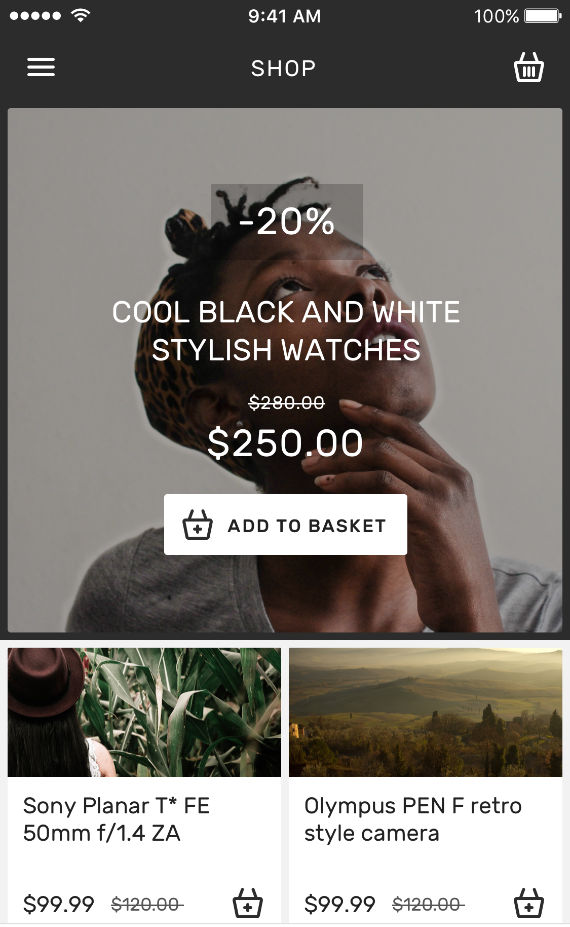 9:41 AM
100%
SHOP
-20%
COOL BLACK AND WHITE
STYLISH WATCHES
$280.00
$250.00
ADD TO BASKET
Sony Planar T* FE
50mm f/1.4 ZA
$99.99 $120.00
Olympus PEN F retro
style camera
$99.99 $120.00